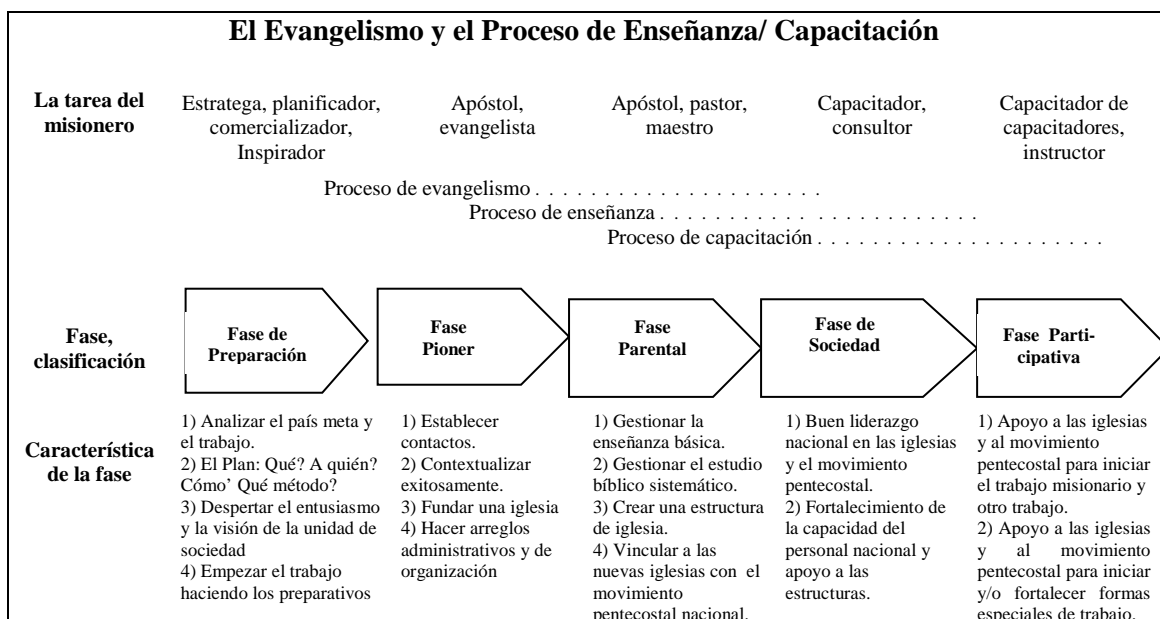 El Evangelismo y el Proceso de Enseñanza/ Capacitación
La tarea del
misionero
Estratega, planificador,
comercializador,
Inspirador
Apóstol,
evangelista
Apóstol, pastor,
maestro
Capacitador,
consultor
Capacitador de
capacitadores,
instructor
Proceso de evangelismo . . . . . . . . . . . . . . . . . . . . .
Proceso de enseñanza . . . . . . . . . . . . . . . . . . . . . . .
Proceso de capacitación . . . . . . . . . . . . . . . . . . . . .
Fase,
clasificación
Fase de
Preparación
Fase
Pioner
Fase
Parental
Fase de
Sociedad
Fase Parti-
cipativa
Característica
de la fase
1) Analizar el país meta y
el trabajo.
2) El Plan: Qué? A quién?
Cómo’ Qué método?
3) Despertar el entusiasmo
y la visión de la unidad de
sociedad
4) Empezar el trabajo
haciendo los preparativos
1) Establecer
contactos.
2) Contextualizar
exitosamente.
3) Fundar una iglesia
4) Hacer arreglos
administrativos y de
organización
1) Gestionar la
enseñanza básica.
2) Gestionar el estudio
bíblico sistemático.
3) Crear una estructura
de iglesia.
4) Vincular a las
nuevas iglesias con el
movimiento
pentecostal nacional.
1) Buen liderazgo
nacional en las iglesias
y el movimiento
pentecostal.
2) Fortalecimiento de
la capacidad del
personal nacional y
apoyo a las
estructuras.
1) Apoyo a las iglesias
y al movimiento
pentecostal para iniciar
el trabajo misionario y
otro trabajo.
2) Apoyo a las iglesias
y al movimiento
pentecostal para iniciar
y/o fortalecer formas
especiales de trabajo.